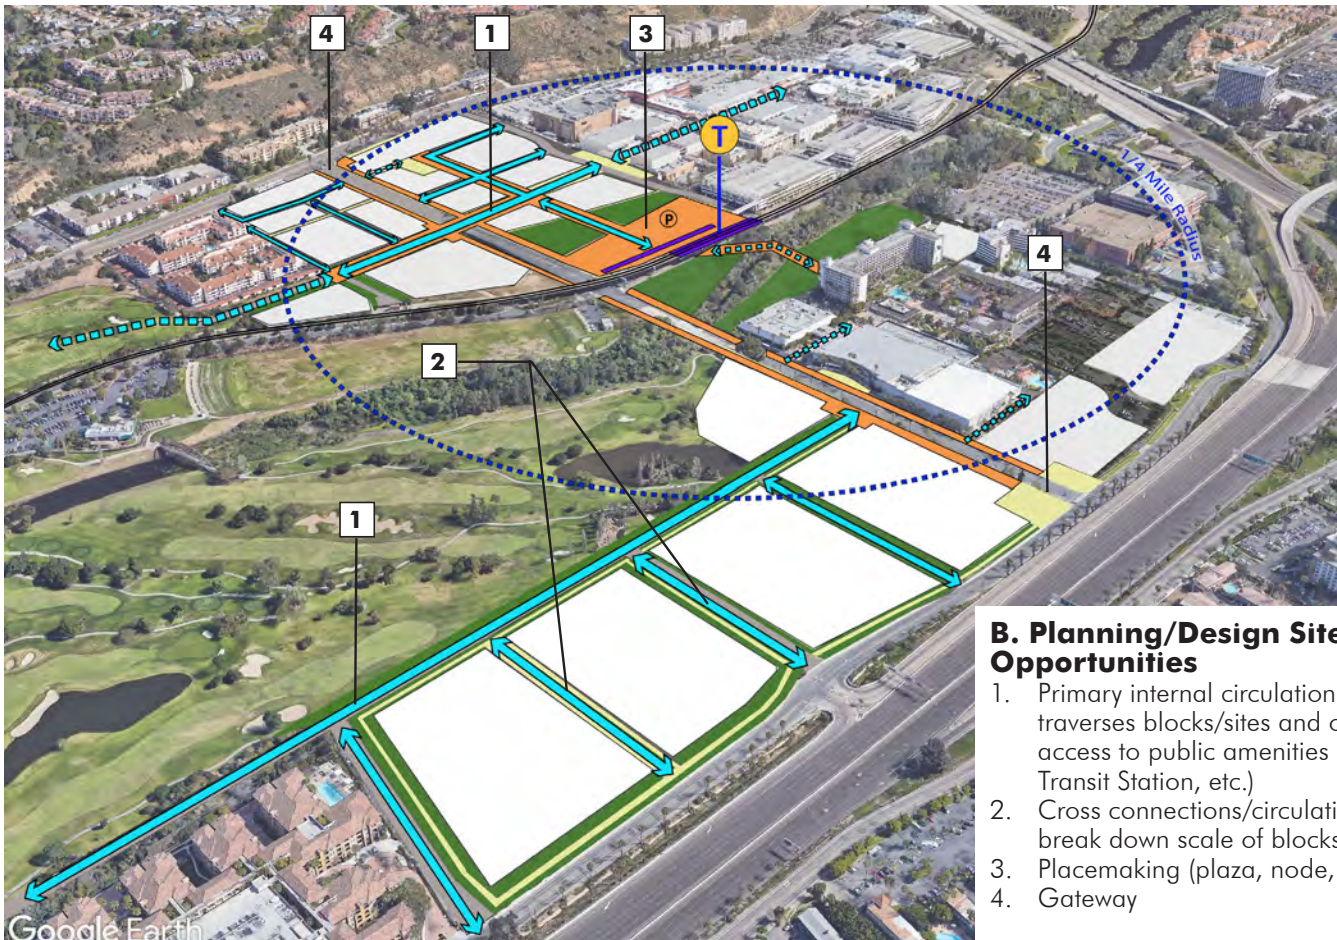 4
1
3
T
1/4 Mile Radius
P
4
2
1
B. Planning/Design Site
Opportunities
1. Primary internal circulation
traverses blocks/sites and
access to public amenities
Transit Station, etc.)
2. Cross connections/
break down scale of blocks
3. Placemaking (plaza, node,
4. Gateway
Google Earth